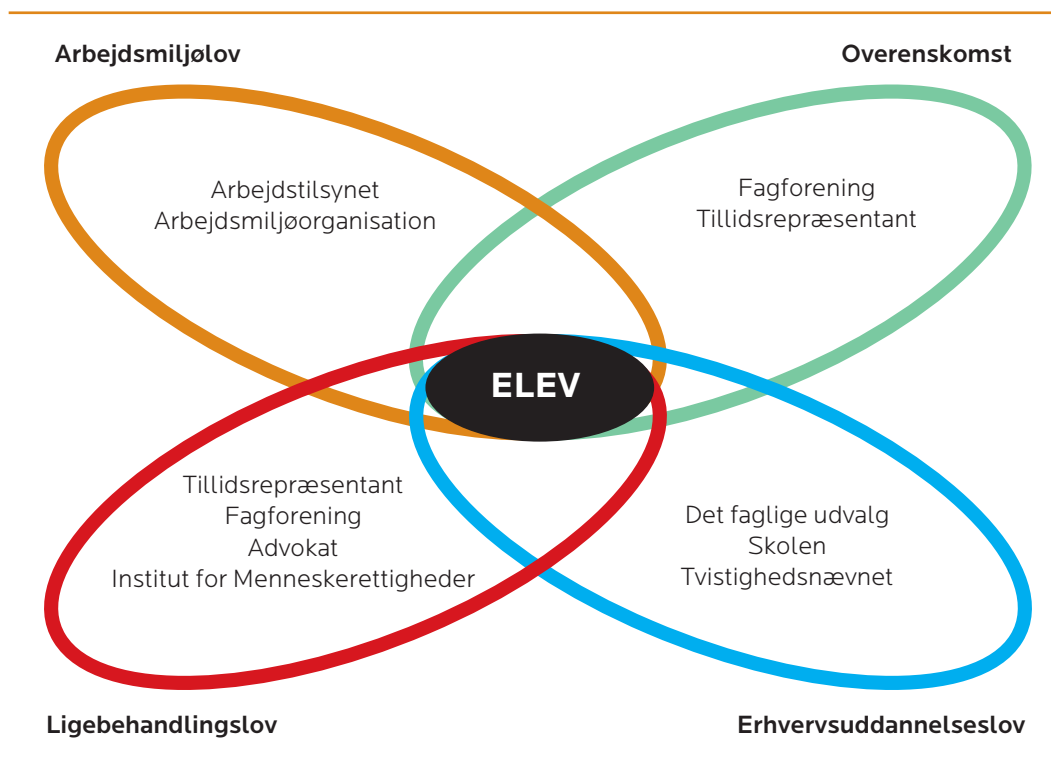 Arbejdsmiljølov
Overenskomst
Arbejdstilsynet
Arbejdsmiljøorganisation
Fagforening
Tillidsrepræsentant
ELEV
Tillidsrepræsentant
Fagforening
Advokat
Institut for Menneskerettigheder
Det faglige udvalg
Skolen
Tvistighedsnævnet
Ligebehandlingslov
Erhvervsuddannelseslov